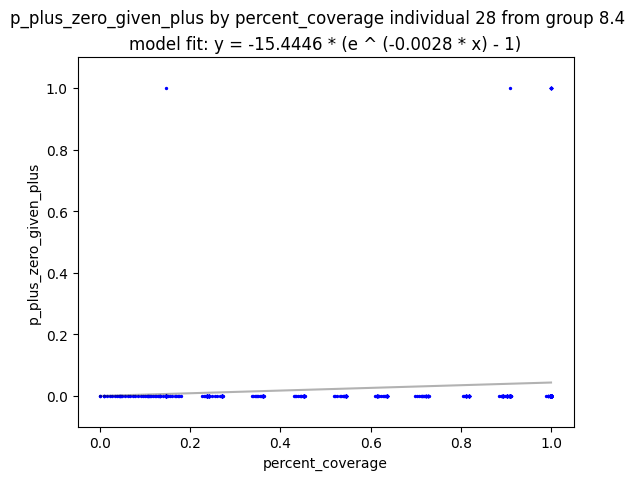 p_plus_zero_given_plus by percent_coverage individual 28 from group 8.4
model fit: y = -15.4446 * (e ^ (-0.0028 * x) - 1)
p_plus_zero_given_plus
1.0
0.8
0.6
0.4
0.2
0.0
0.0 0.2 0.4 0.6 0.8 1.0
percent_coverage